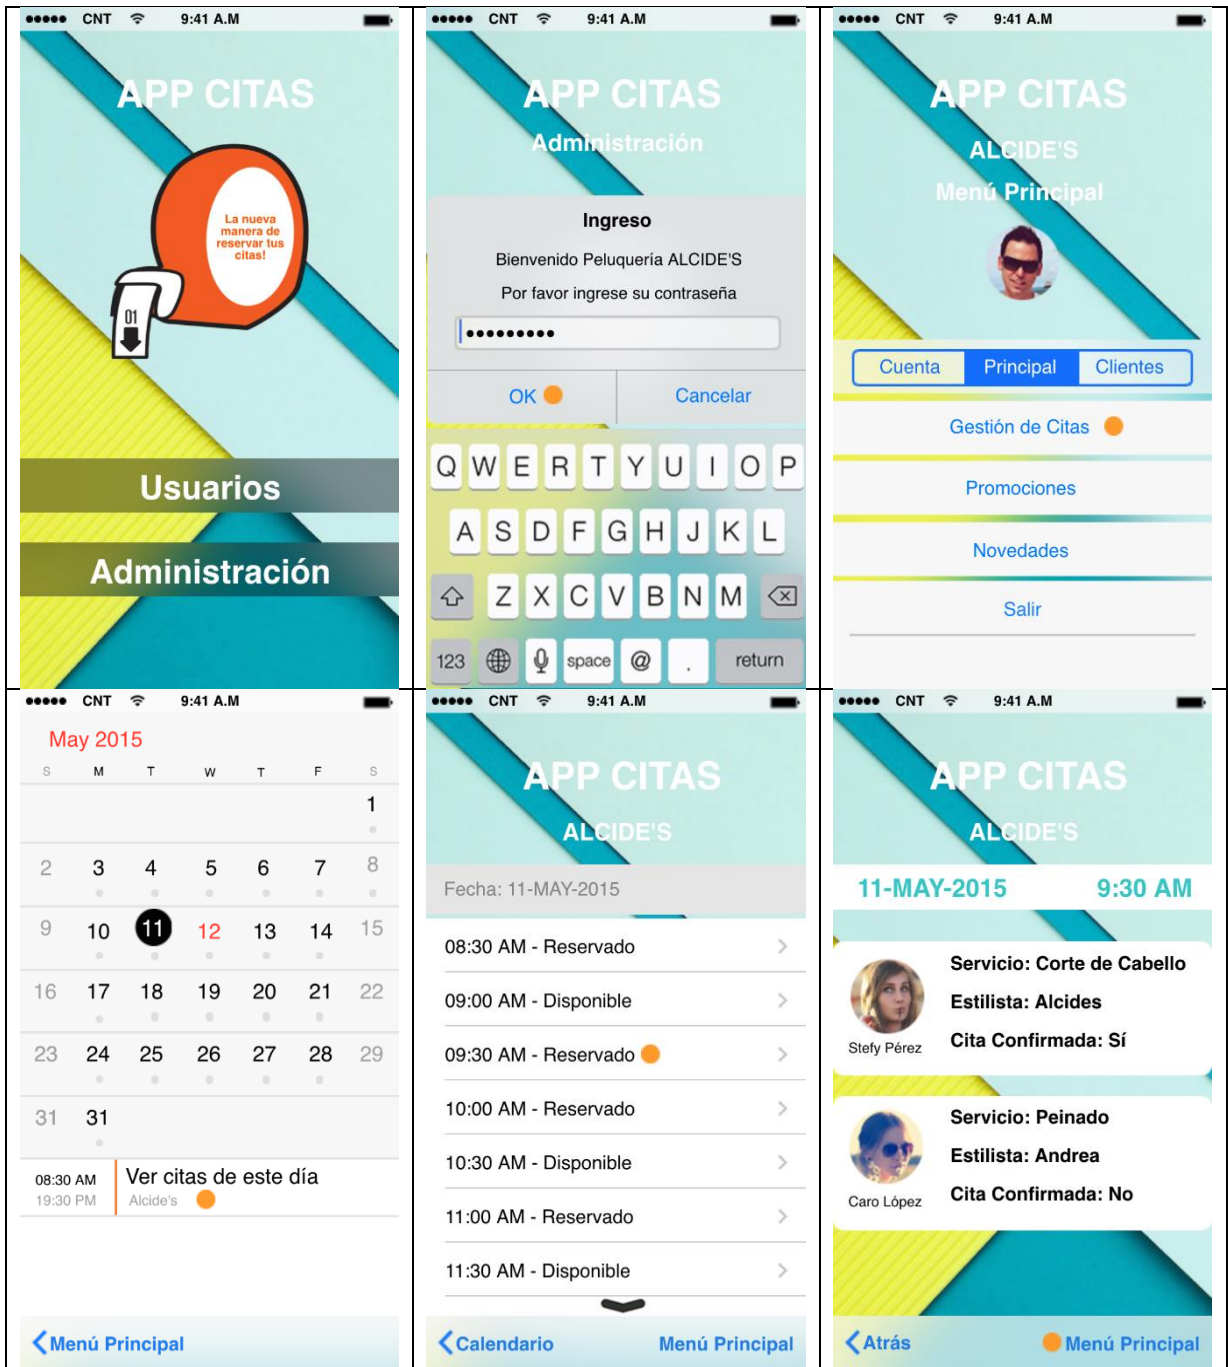 CNT 9:41 A.M
APP CITAS
La nueva
manera de
reservar tus
citas!
01
Usuarios
Administración
CNT 9:41 A.M
APP CITAS
Administración
Ingreso
Bienvenido Peluquería ALCIDE'S
Por favor ingrese su contraseña
OK Cancelar
Q W E R T Y U I O P
A S D F G H J K L
Z X C V B N M
123 space @ . return
CNT 9:41 A.M
APP CITAS
ALCIDE'S
Menú Principal
Cuenta Principal Clientes
Gestión de Citas
Promociones
Novedades
Salir
CNT 9:41 A.M
May 2015
S M T W T F S
1
2 3 4 5 6 7 8
9 10 11 12 13 14 15
16 17 18 19 20 21 22
23 24 25 26 27 28 29
31 31
08:30 AM Ver citas de este día
19:30 PM Alcide's
Menú Principal
CNT 9:41 A.M
APP CITAS
ALCIDE'S
Fecha: 11-MAY-2015
08:30 AM - Reservado
09:00 AM - Disponible
09:30 AM - Reservado
10:00 AM - Reservado
10:30 AM - Disponible
11:00 AM - Reservado
11:30 AM - Disponible
Calendario Menú Principal
CNT 9:41 A.M
APP CITAS
ALCIDE'S
11-MAY-2015 9:30 AM
Servicio: Corte de Cabello
Estilista: Alcides
Cita Confirmada: Sí
Stefy Pérez
Servicio: Peinado
Estilista: Andrea
Cita Confirmada: No
Caro López
Atrás Menú Principal